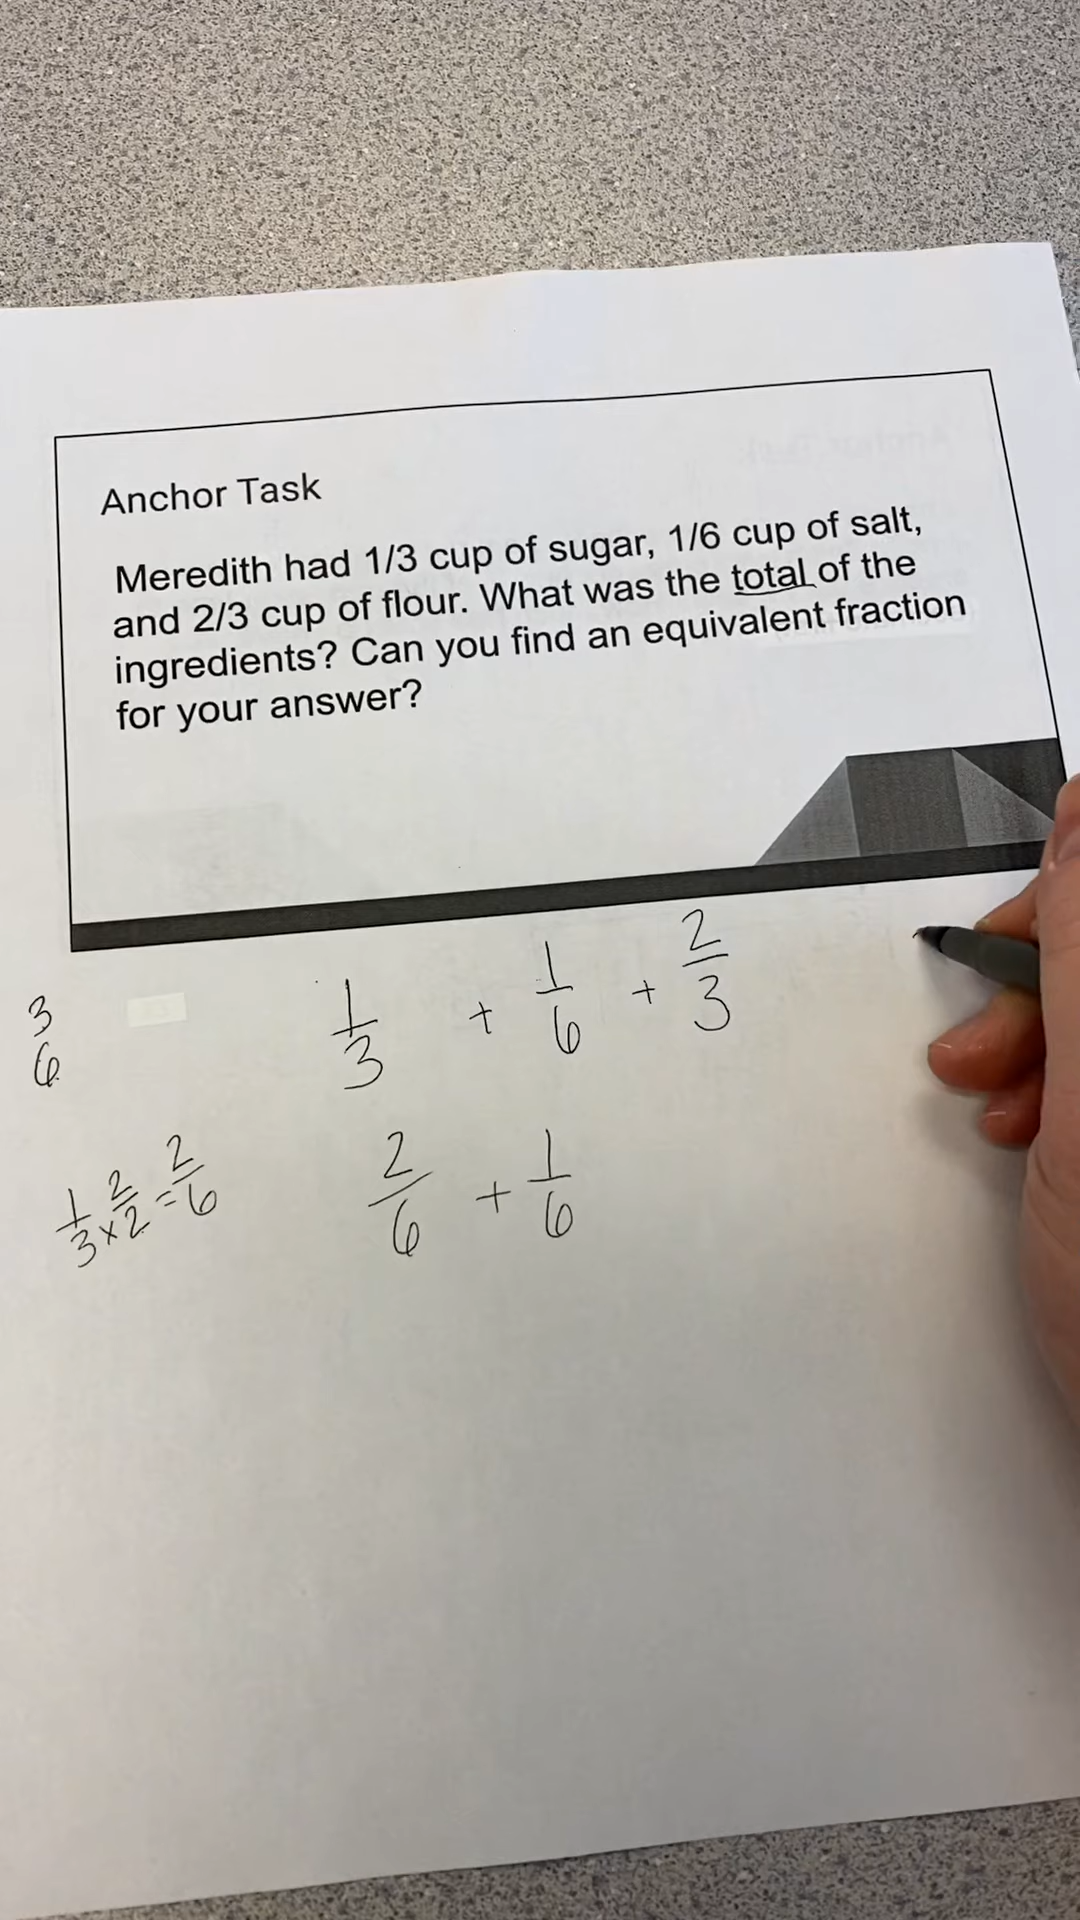 Anchor Task
Meredith had 1/3 cup of sugar, 1/6 cup of salt,
and 2/3 cup of flour. What was the total of the
ingredients? Can you find an equivalent fraction
for your answer?
3
6
1/3 + 1/6 + 2/3
1/3 x 2/2 = 2/6
2/6 + 1/6